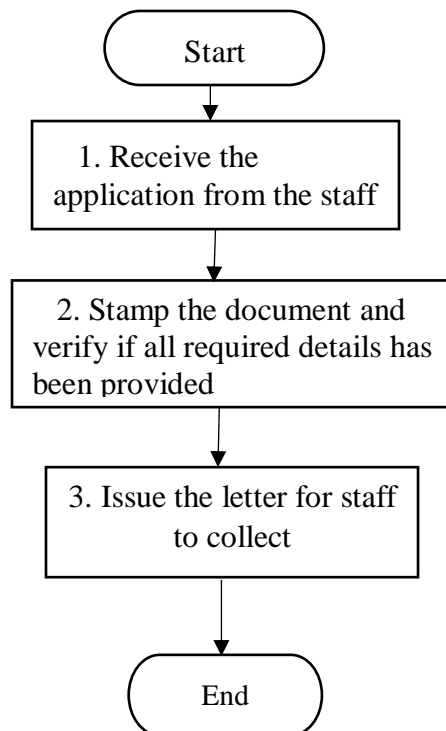 Start
1. Receive the
application from the staff
2. Stamp the document and
verify if all required details has
been provided
3. Issue the letter for staff
to collect
End